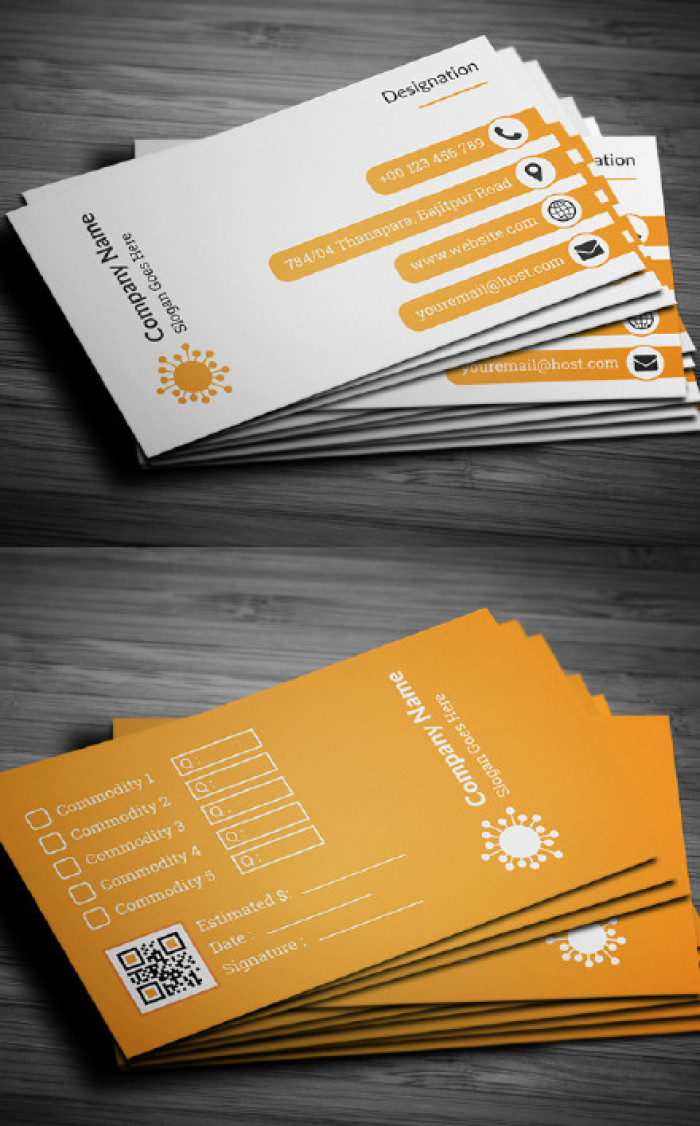 Designation
+00 123 456 789
784/04 Thanapara, Bajitpur Road
www.website.com
youremail@host.com
Company Name
Slogan Goes Here
ation
youremail@host.com
Company Name
Slogan Goes Here
Commodity 1 Q:
Commodity 2 Q:
Commodity 3 Q:
Commodity 4 Q:
Commodity 5 Q:
Estimated $:
Date :
Signature :